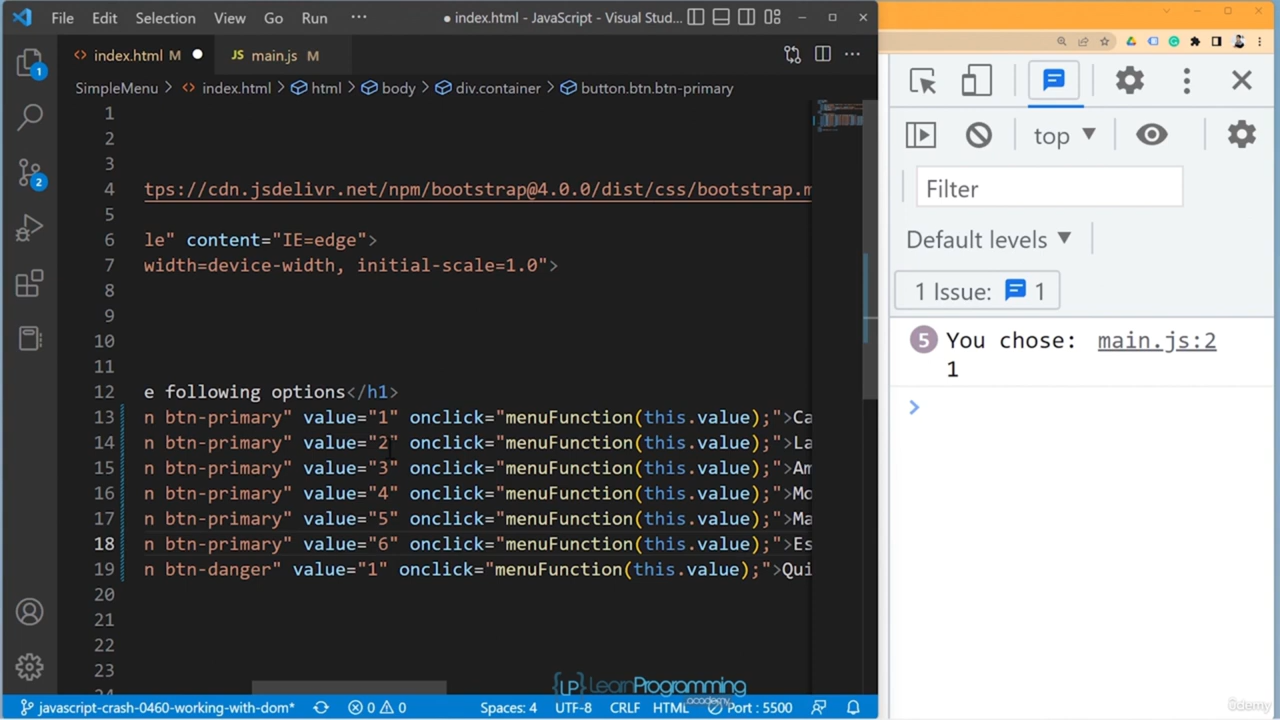 File Edit Selection View Go Run ··· ● index.html - JavaScript - Visual Stud...
index.html M ● JS main.js M
SimpleMenu > index.html > html > body > div.container > button.btn.btn-primary
1
2
3
4 tps://cdn.jsdelivr.net/npm/bootstrap@4.0.0/dist/css/bootstrap.m
5
6 le" content="IE=edge">
7 width=device-width, initial-scale=1.0">
8
9
10
11
12 e following options</h1>
13 n btn-primary" value="1" onclick="menuFunction(this.value);">Ca
14 n btn-primary" value="2" onclick="menuFunction(this.value);">La
15 n btn-primary" value="3" onclick="menuFunction(this.value);">Am
16 n btn-primary" value="4" onclick="menuFunction(this.value);">Mo
17 n btn-primary" value="5" onclick="menuFunction(this.value);">Ma
18 n btn-primary" value="6" onclick="menuFunction(this.value);">Es
19 n btn-danger" value="1" onclick="menuFunction(this.value);">Qui
20
21
22
23
24
1
2
{LP} LearnProgramming
academy
javascript-crash-0460-working-with-dom* 0 0 Spaces: 4 UTF-8 CRLF HTML Port : 5500
top
Filter
Default levels
1 Issue: 1
5 You chose: main.js:2
1
>
ûdemy